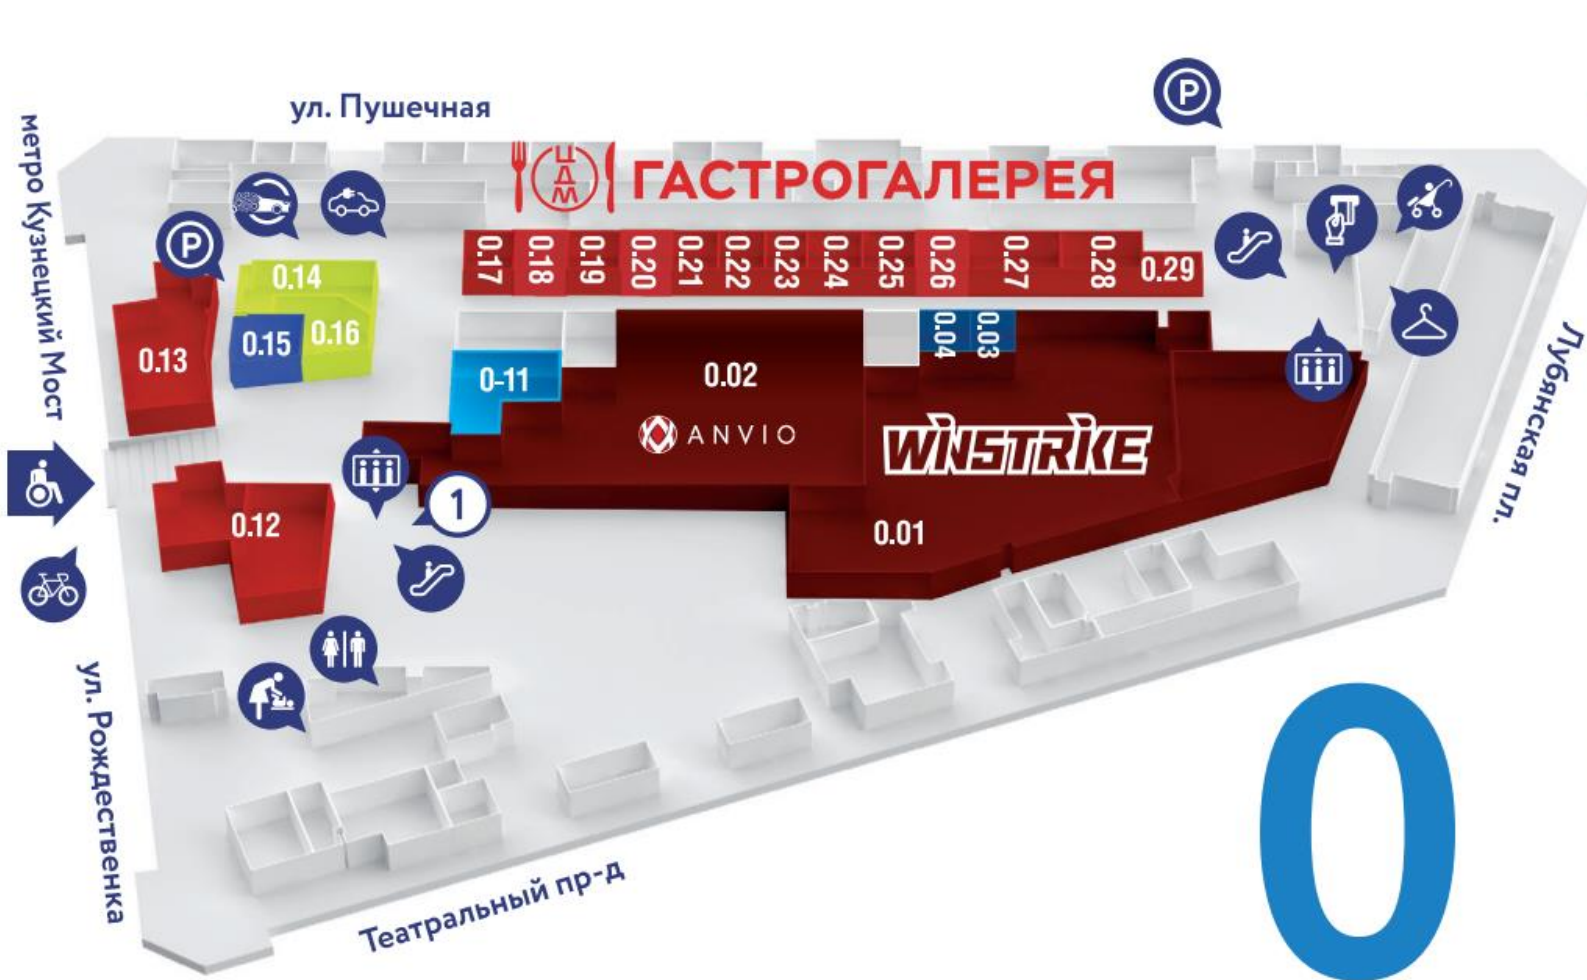 ул. Пушечная
P
метро Кузнецкий Мост
ЦДМ ГАСТРОГАЛЕРЕЯ
P
0.17
0.18
0.19
0.20
0.21
0.22
0.23
0.24
0.25
0.26
0.27
0.28
0.29
0.14
0.15
0.16
0.13
0-11
0.02
0.04
0.03
ANVIO
WINSTRIKE
0.01
1
0.12
Лубянская пл.
ул. Рождественка
Театральный пр-д
0